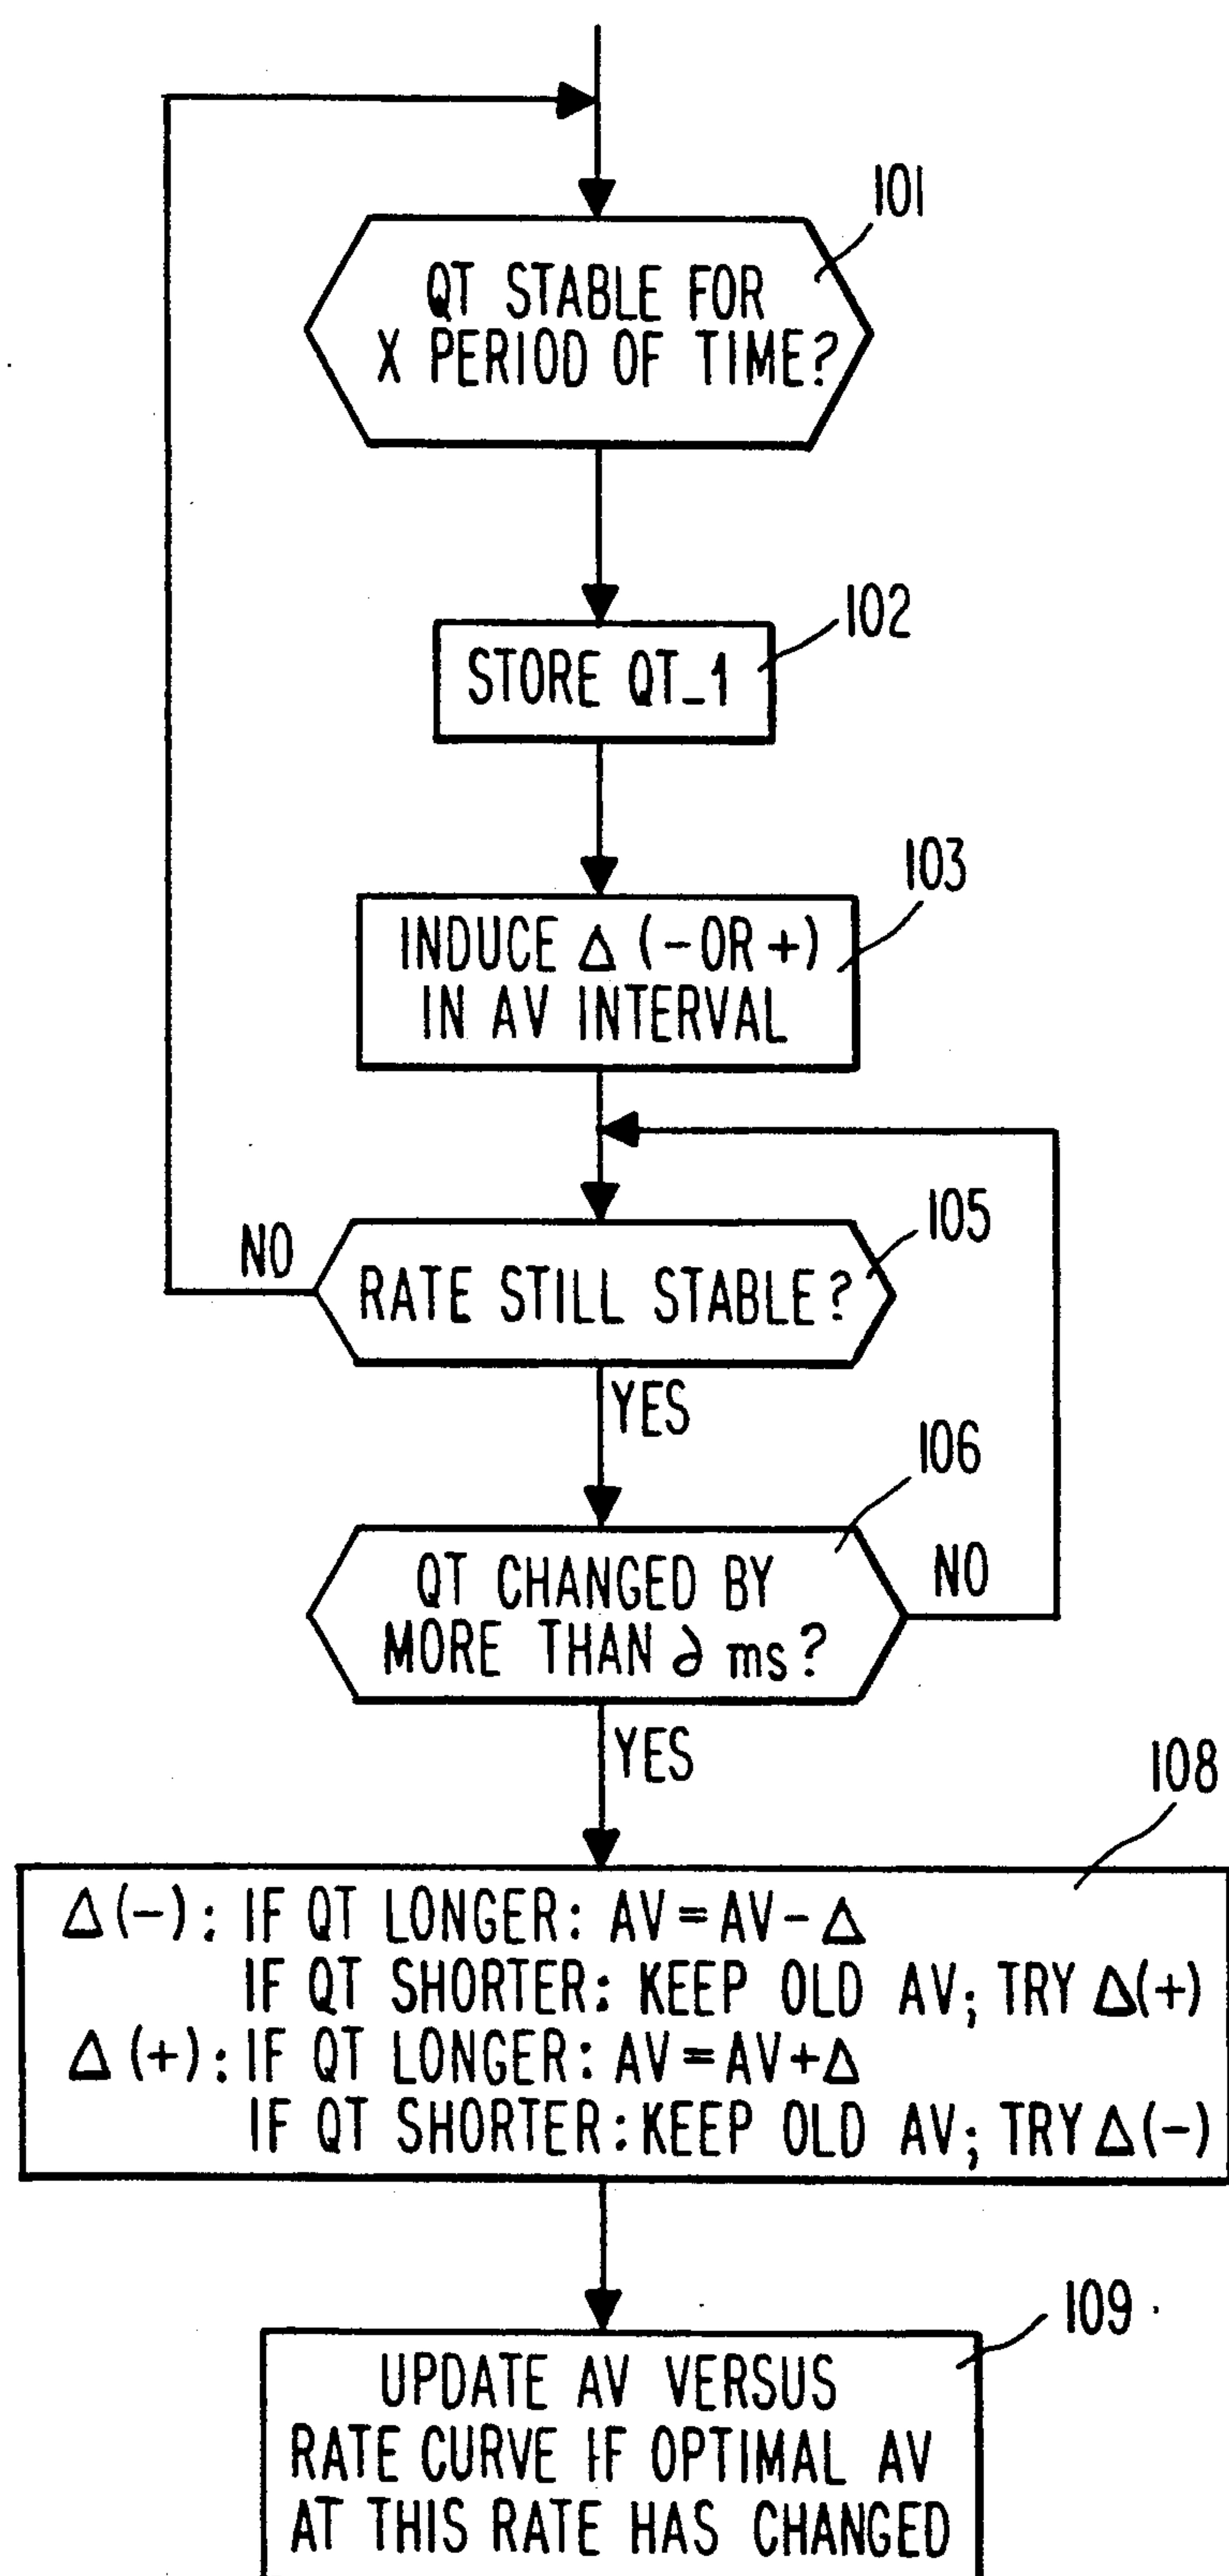 101
QT STABLE FOR
X PERIOD OF TIME?
102
STORE QT_1
103
INDUCE Δ (-OR +)
IN AV INTERVAL
105
NO
RATE STILL STABLE?
YES
106
QT CHANGED BY
MORE THAN ∂ ms?
NO
YES
108
Δ(-): IF QT LONGER: AV=AV-Δ
IF QT SHORTER: KEEP OLD AV; TRY Δ(+)
Δ(+): IF QT LONGER: AV=AV+Δ
IF QT SHORTER: KEEP OLD AV; TRY Δ(-)
109
UPDATE AV VERSUS
RATE CURVE IF OPTIMAL AV
AT THIS RATE HAS CHANGED